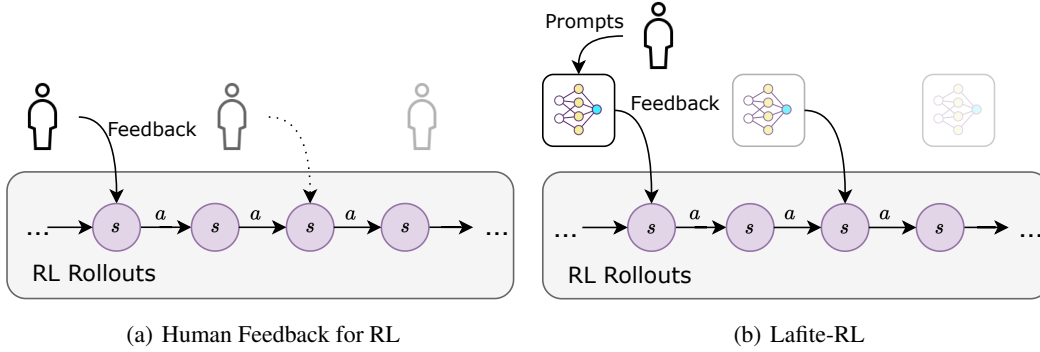 Feedback
... s a s a s a s ...
RL Rollouts
(a) Human Feedback for RL
Prompts
Feedback
... s a s a s a s ...
RL Rollouts
(b) Lafite-RL